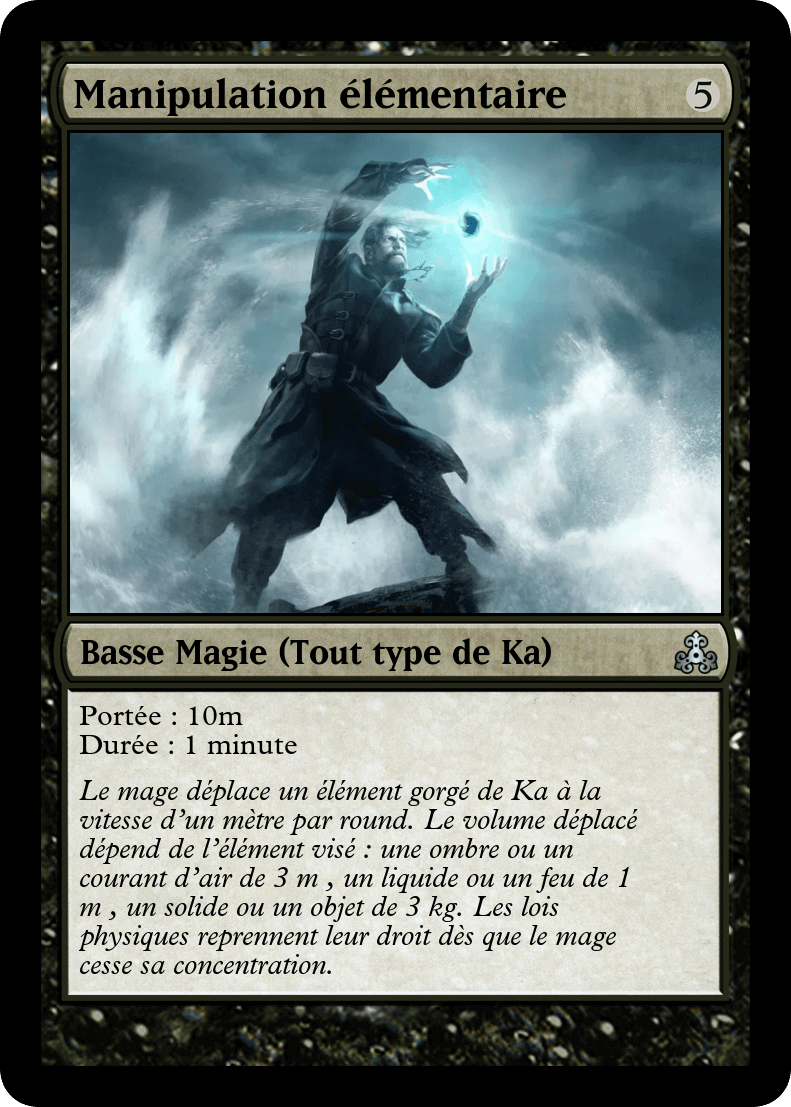 Manipulation élémentaire 5
Basse Magie (Tout type de Ka)
Portée : 10m
Durée : 1 minute
Le mage déplace un élément gorgé de Ka à la
vitesse d'un mètre par round. Le volume déplacé
dépend de l'élément visé : une ombre ou un
courant d'air de 3 m , un liquide ou un feu de 1
m , un solide ou un objet de 3 kg. Les lois
physiques reprennent leur droit dès que le mage
cesse sa concentration.